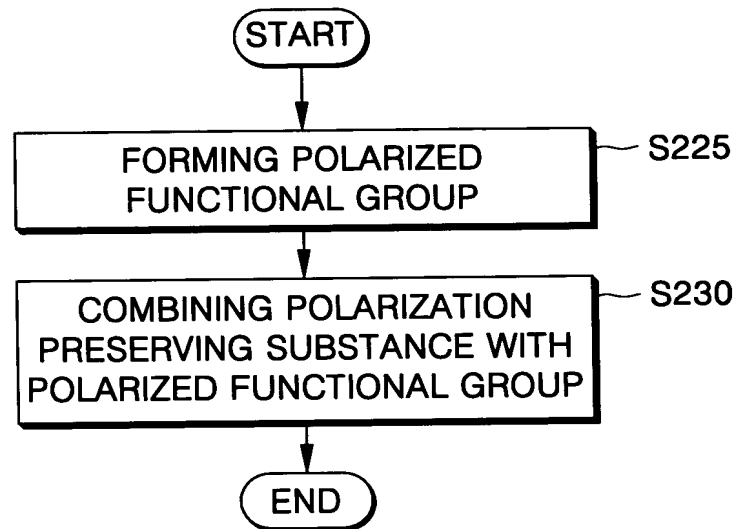 START
FORMING POLARIZED
FUNCTIONAL GROUP
S225
COMBINING POLARIZATION
PRESERVING SUBSTANCE WITH
POLARIZED FUNCTIONAL GROUP
S230
END